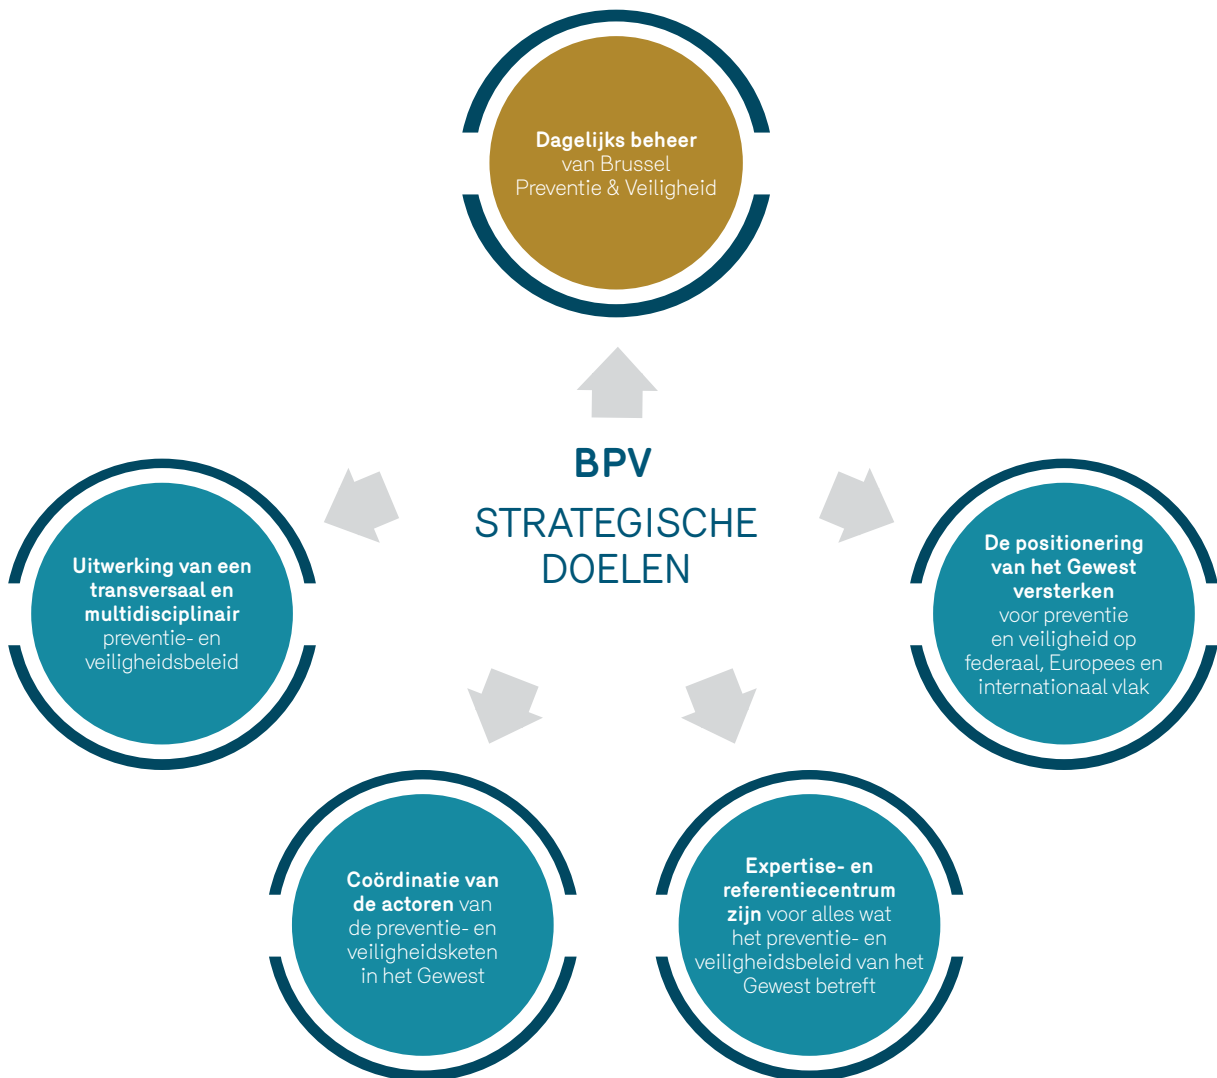 Dagelijks beheer
van Brussel
Preventie & Veiligheid
BPV
STRATEGISCHE
DOELEN
Uitwerking van een
transversaal en
multidisciplinair
preventie- en
veiligheidsbeleid
De positionering
van het Gewest
versterken
voor preventie
en veiligheid op
federaal, Europees en
internationaal vlak
Coördinatie van
de actoren van
de preventie- en
veiligheidsketen
in het Gewest
Expertise- en
referentiecentrum
zijn voor alles wat
het preventie- en
veiligheidsbeleid van het
Gewest betreft